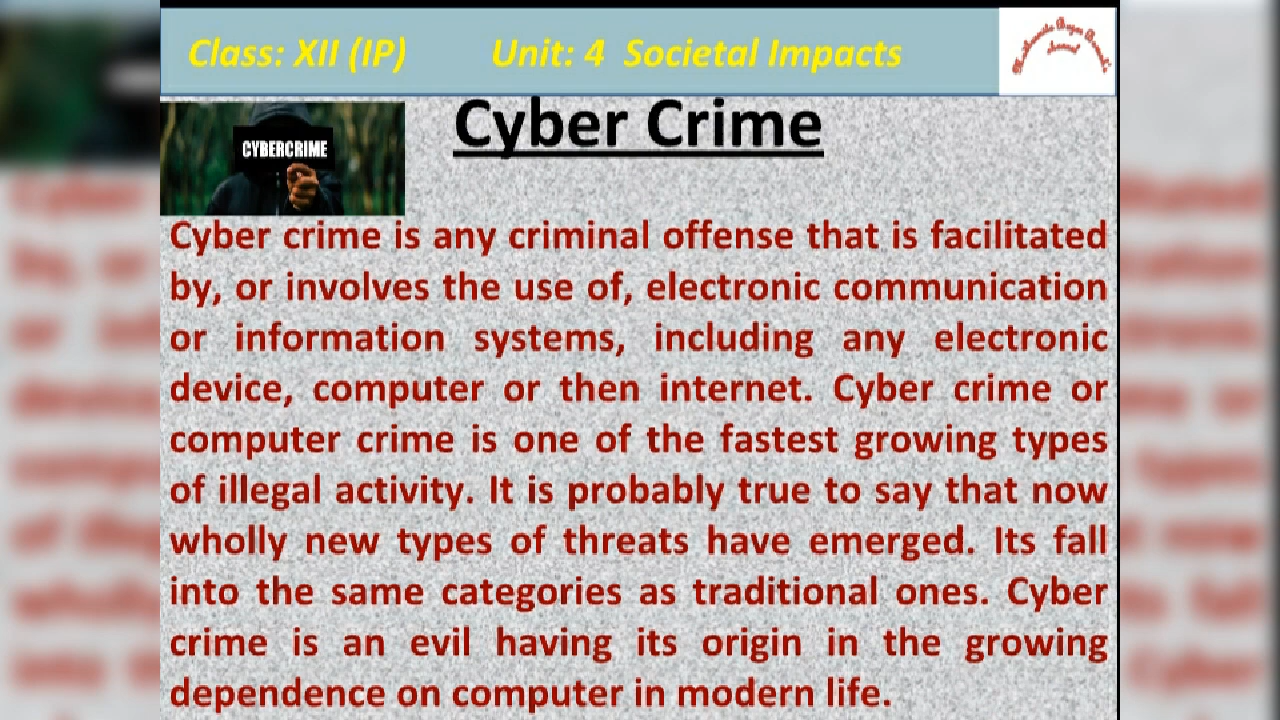 Class: XII (IP) Unit: 4 Societal Impacts
Cyber Crime
CYBERCRIME
Cyber crime is any criminal offense that is facilitated
by, or involves the use of, electronic communication
or information systems, including any electronic
device, computer or then internet. Cyber crime or
computer crime is one of the fastest growing types
of illegal activity. It is probably true to say that now
wholly new types of threats have emerged. Its fall
into the same categories as traditional ones. Cyber
crime is an evil having its origin in the growing
dependence on computer in modern life.